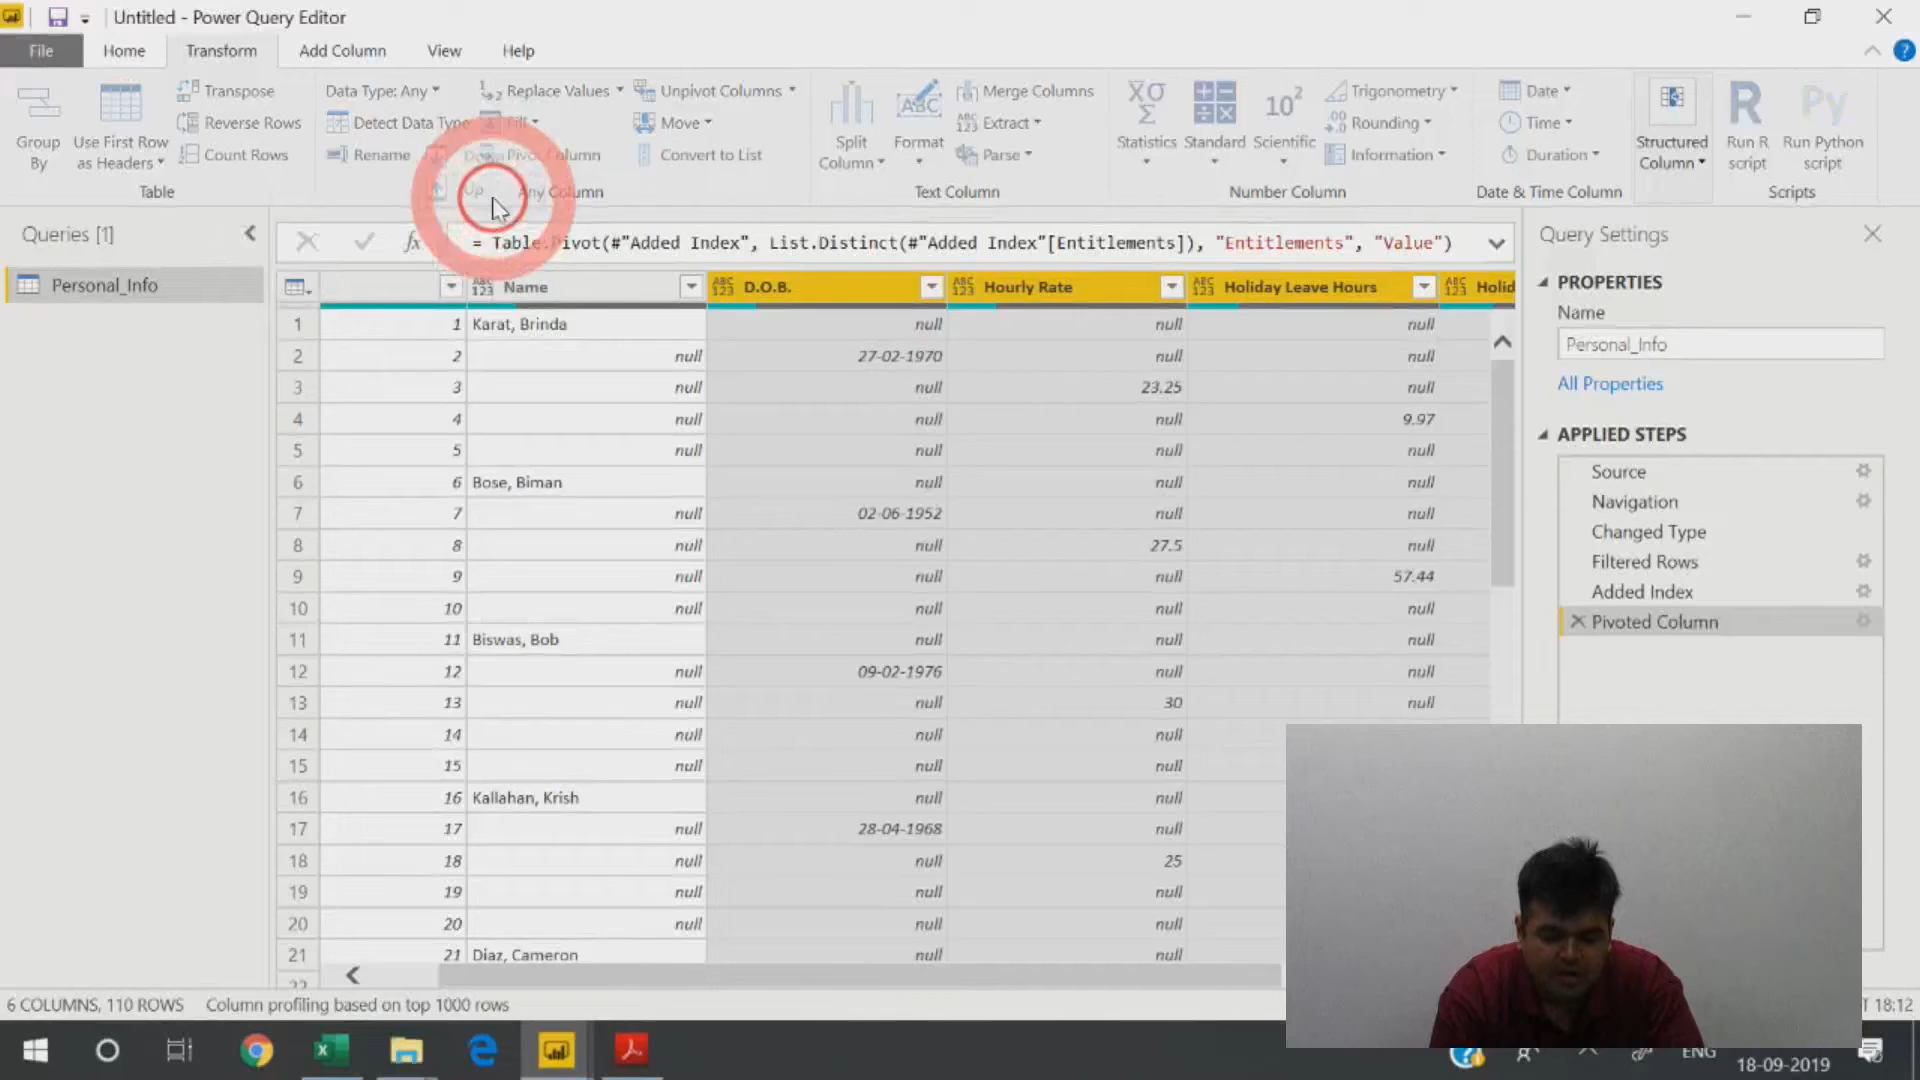 Untitled - Power Query Editor
File Home Transform Add Column View Help
Transpose Data Type: Any Replace Values Unpivot Columns Merge Columns Trigonometry Date
Reverse Rows Detect Data Type Fill Move Extract Rounding Time
Group By Use First Row as Headers Count Rows Rename Pivot Column Convert to List Split Column Format Parse Statistics Standard Scientific Information Duration Structured Column Run R script Run Python script
Up
Table Any Column Text Column Number Column Date & Time Column Scripts
Queries [1]
Personal_Info
= Table.Pivot(#"Added Index", List.Distinct(#"Added Index"[Entitlements]), "Entitlements", "Value")
Name D.O.B. Hourly Rate Holiday Leave Hours Holid
1 1 Karat, Brinda null null null
2 2 null 27-02-1970 null null
3 3 null null 23.25 null
4 4 null null null 9.97
5 5 null null null null
6 6 Bose, Biman null null null
7 7 null 02-06-1952 null null
8 8 null null 27.5 null
9 9 null null null 57.44
10 10 null null null null
11 11 Biswas, Bob null null null
12 12 null 09-02-1976 null null
13 13 null null 30 null
14 14 null null null
15 15 null null null
16 16 Kallahan, Krish null null
17 17 null 28-04-1968 null
18 18 null null 25
19 19 null null null
20 20 null null null
21 21 Diaz, Cameron null null
22
Query Settings
PROPERTIES
Name
Personal_Info
All Properties
APPLIED STEPS
Source
Navigation
Changed Type
Filtered Rows
Added Index
Pivoted Column
6 COLUMNS, 110 ROWS Column profiling based on top 1000 rows
T 18:12
ENG
18-09-2019